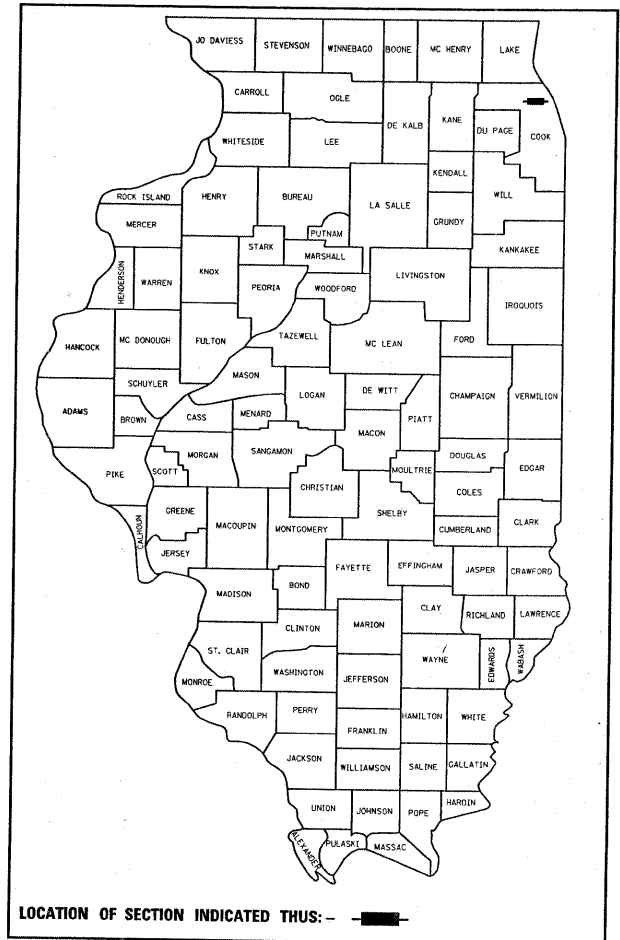 JO DAVIESS STEVENSON WINNEBAGO BOONE MC HENRY LAKE
CARROLL OGLE DE KALB KANE DU PAGE COOK
WHITESIDE LEE
KENDALL
ROCK ISLAND HENRY BUREAU LA SALLE WILL
MERCER GRUNDY
PUTNAM
STARK MARSHALL KANKAKEE
HENDERSON WARREN KNOX LIVINGSTON
PEORIA WOODFORD IROQUOIS
HANCOCK MC DONOUGH FULTON TAZEWELL MC LEAN FORD
MASON
SCHUYLER DE WITT
ADAMS LOGAN CHAMPAIGN VERMILION
BROWN CASS MENARD PIATT
MACON
MORGAN SANGAMON DOUGLAS
PIKE SCOTT MOULTRIE EDGAR
CHRISTIAN COLES
GREENE SHELBY
CALHOUN MACOUPIN MONTGOMERY CUMBERLAND CLARK
JERSEY
FAYETTE EFFINGHAM JASPER CRAWFORD
MADISON BOND
CLAY RICHLAND LAWRENCE
CLINTON MARION
ST. CLAIR WAYNE EDWARDS WABASH
WASHINGTON JEFFERSON
MONROE
RANDOLPH PERRY HAMILTON WHITE
FRANKLIN
JACKSON WILLIAMSON SALINE GALLATIN
HARDIN
UNION JOHNSON POPE
ALEXANDER PULASKI MASSAC
LOCATION OF SECTION INDICATED THUS: –